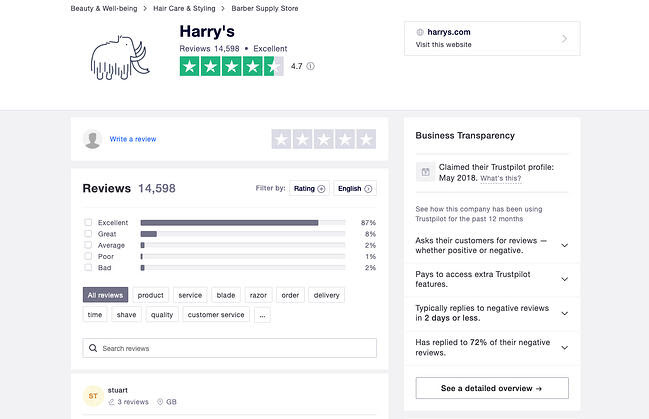 Beauty & Well-being > Hair Care & Styling > Barber Supply Store
Harry's
Reviews 14,598 • Excellent
4.7
harrys.com
Visit this website
Write a review
Reviews 14,598
Filter by:
Rating
English
Excellent 87%
Great 8%
Average 2%
Poor 1%
Bad 2%
All reviews
product
service
blade
razor
order
delivery
time
shave
quality
customer service
...
Search reviews
ST
stuart
3 reviews
GB
Business Transparency
Claimed their Trustpilot profile:
May 2018. What's this?
See how this company has been using
Trustpilot for the past 12 months
Asks their customers for reviews —
whether positive or negative.
Pays to access extra Trustpilot
features.
Typically replies to negative reviews
in 2 days or less.
Has replied to 72% of their negative
reviews.
See a detailed overview →